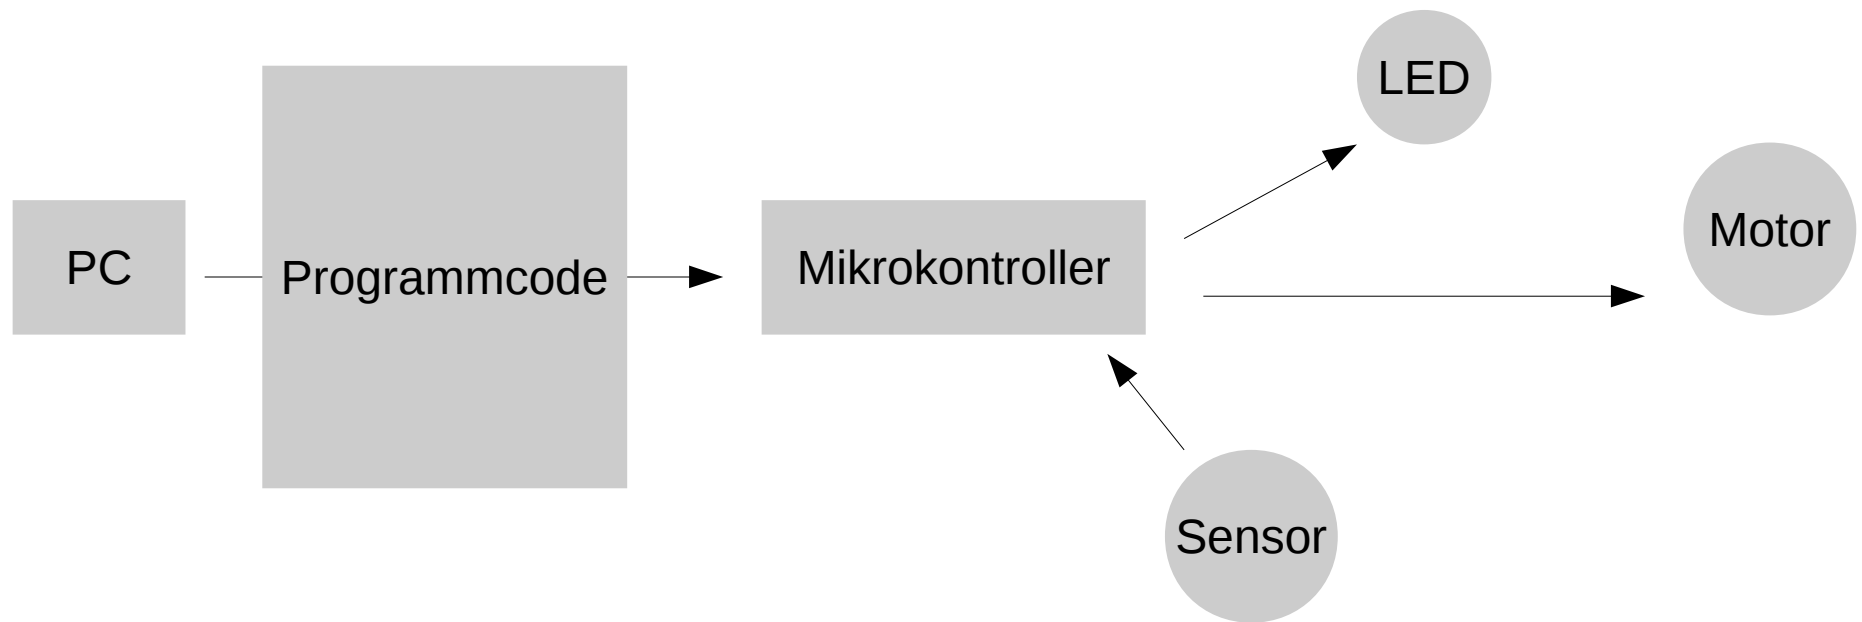 LED
Motor
PC
Programmcode
Mikrokontroller
Sensor